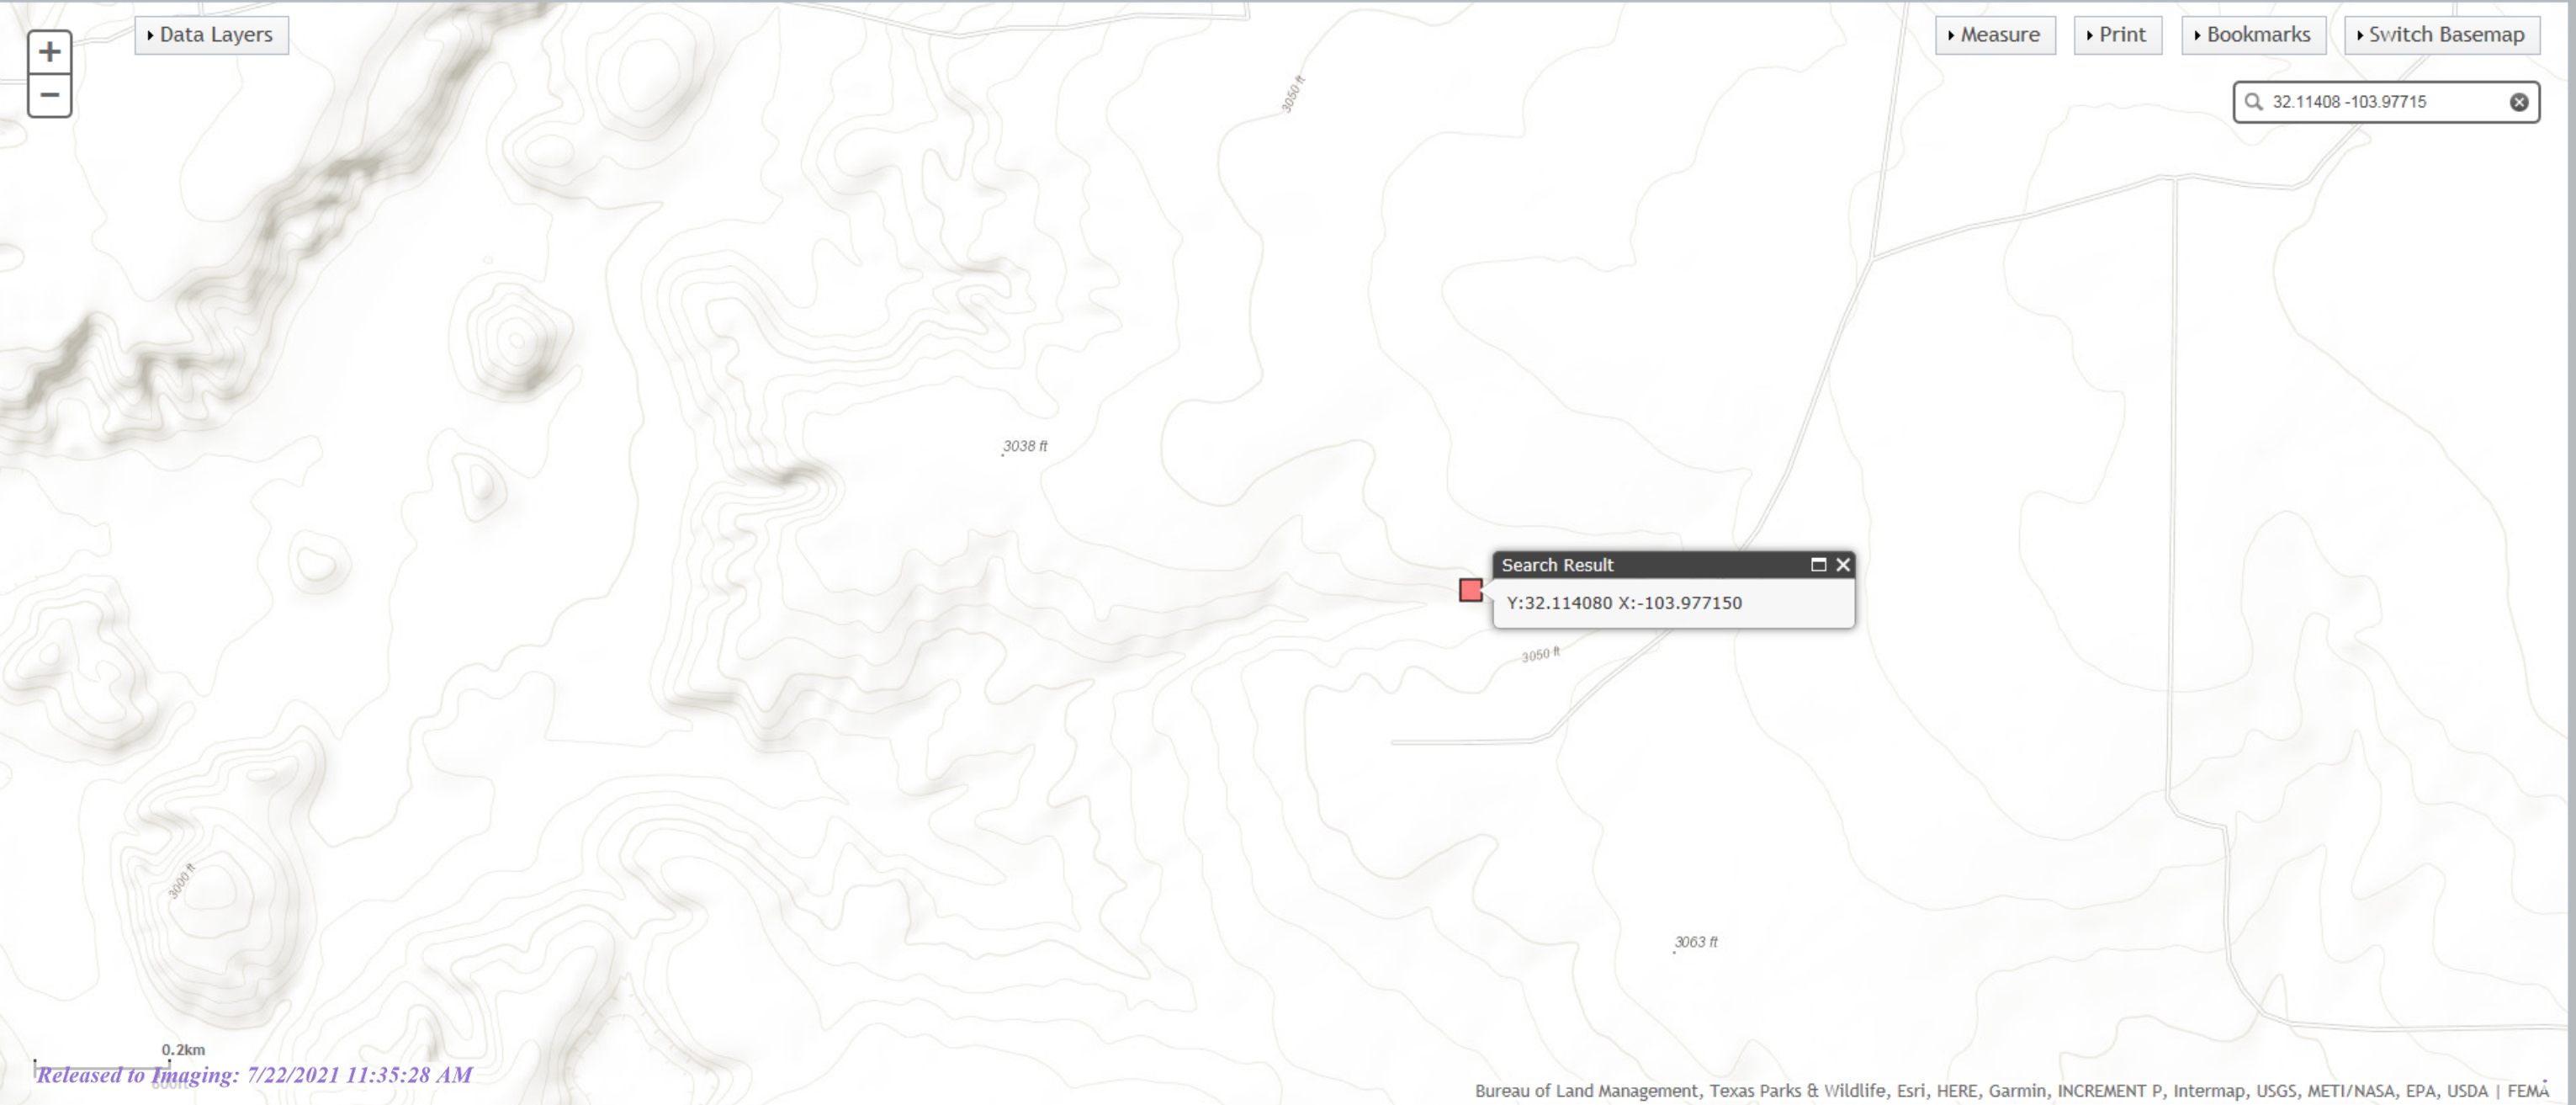 +
Data Layers
Measure
Print
Bookmarks
Switch Basemap
−
3050 ft
32.11408 -103.97715
3038 ft
Search Result
Y:32.114080 X:-103.977150
3050 ft
3000 ft
3063 ft
0.2km
Released to Imaging: 7/22/2021 11:35:28 AM
Bureau of Land Management, Texas Parks & Wildlife, Esri, HERE, Garmin, INCREMENT P, Intermap, USGS, METI/NASA, EPA, USDA | FEMA